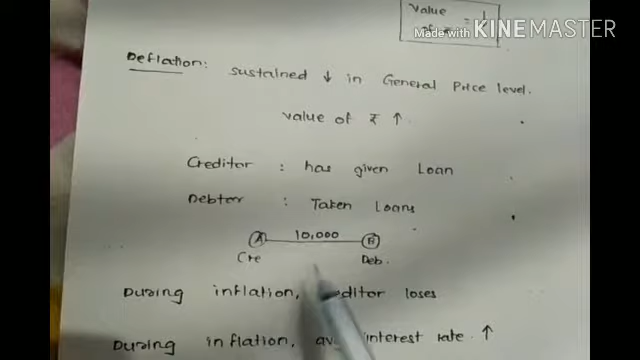 Value
= 1
Made with KINEMASTER
Deflation: sustained ↓ in General Price level.
Value of ₹ ↑
Creditor : has given Loan
Debtor : Taken Loans
A 10,000 B
Cre Deb.
During inflation, editor loses
During inflation, av interest rate ↑